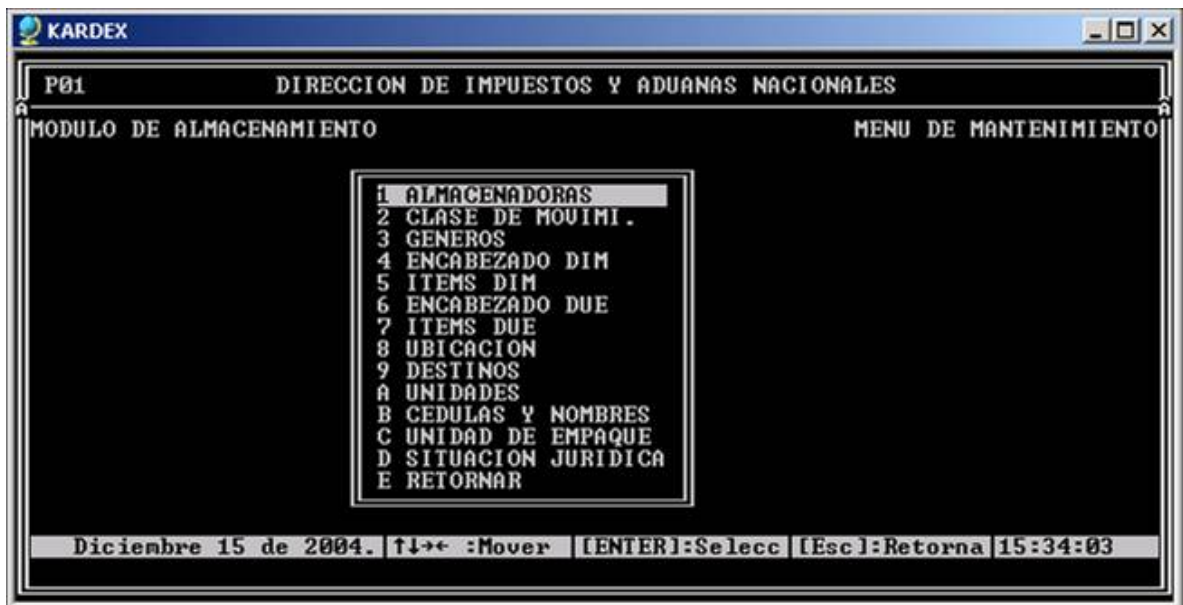 KARDEX
P01 DIRECCION DE IMPUESTOS Y ADUANAS NACIONALES
MODULO DE ALMACENAMIENTO MENU DE MANTENIMIENTO
1 ALMACENADORAS
2 CLASE DE MOVIMI.
3 GENEROS
4 ENCABEZADO DIM
5 ITEMS DIM
6 ENCABEZADO DUE
7 ITEMS DUE
8 UBICACION
9 DESTINOS
A UNIDADES
B CEDULAS Y NOMBRES
C UNIDAD DE EMPAQUE
D SITUACION JURIDICA
E RETORNAR
Diciembre 15 de 2004. ↑↓→← :Mover [ENTER]:Selecc [Esc]:Retorna 15:34:03